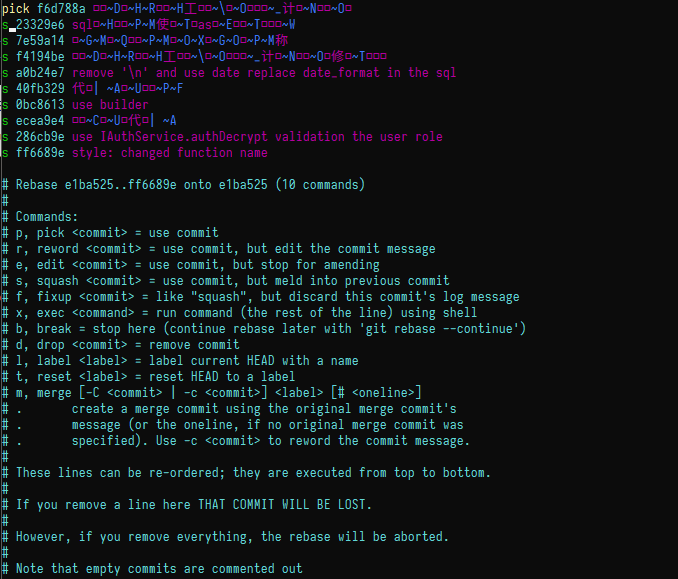 pick f6d788a ¤¤~D¤~H~R¤¤~H工¤¤~\¤~O¤¤¤~_计¤~N¤¤~O¤
s 23329e6 sql¤~H¤¤~P~M使¤~T¤as¤~E¤¤~T¤¤¤~W
s 7e59a14 ¤~G~M¤~Q¤¤~P~M¤~O~X¤~G¤~O¤~P~M称
s f4194be ¤¤~D¤~H~R¤¤~H工¤¤~\¤~O¤¤¤~_计¤~N¤¤~O¤修¤~T¤¤¤
s a0b24e7 remove '\n' and use date replace date_format in the sql
s 40fb329 代¤| ~A¤~U¤¤~P~F
s 0bc8613 use builder
s ecea9e4 ¤¤~C¤~U¤代¤| ~A
s 286cb9e use IAuthService.authDecrypt validation the user role
s ff6689e style: changed function name
# Rebase e1ba525..ff6689e onto e1ba525 (10 commands)
#
# Commands:
# p, pick <commit> = use commit
# r, reword <commit> = use commit, but edit the commit message
# e, edit <commit> = use commit, but stop for amending
# s, squash <commit> = use commit, but meld into previous commit
# f, fixup <commit> = like "squash", but discard this commit's log message
# x, exec <command> = run command (the rest of the line) using shell
# b, break = stop here (continue rebase later with 'git rebase --continue')
# d, drop <commit> = remove commit
# l, label <label> = label current HEAD with a name
# t, reset <label> = reset HEAD to a label
# m, merge [-C <commit> | -c <commit>] <label> [# <oneline>]
# . create a merge commit using the original merge commit's
# . message (or the oneline, if no original merge commit was
# . specified). Use -c <commit> to reword the commit message.
#
# These lines can be re-ordered; they are executed from top to bottom.
#
# If you remove a line here THAT COMMIT WILL BE LOST.
#
# However, if you remove everything, the rebase will be aborted.
#
# Note that empty commits are commented out